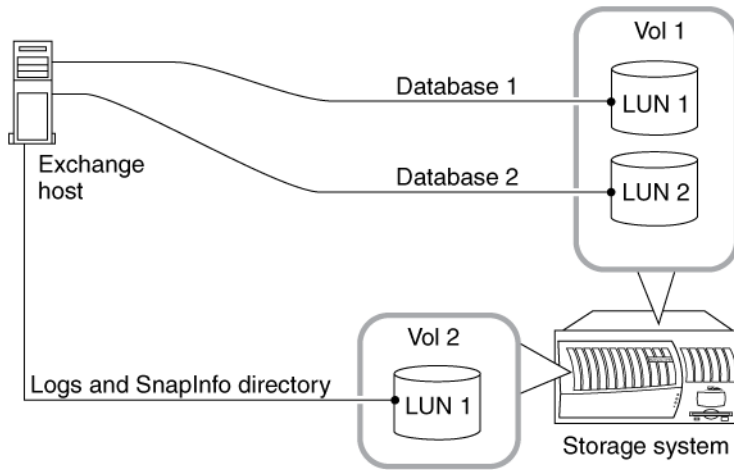 Vol 1
Database 1
LUN 1
Exchange
host
Database 2
LUN 2
Vol 2
Logs and SnapInfo directory
LUN 1
Storage system